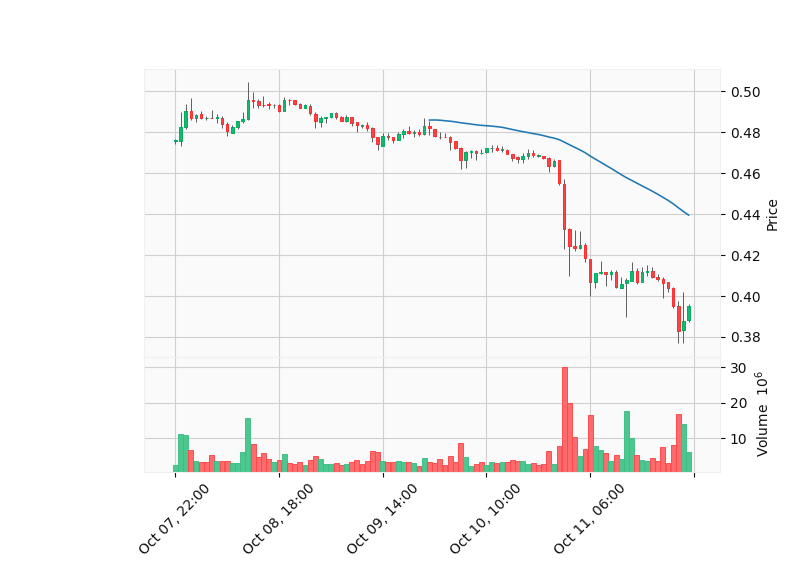 0.50
0.48
0.46
0.44
0.42
0.40
0.38
Price
30
20
10
Volume 10^6
Oct 07, 22:00
Oct 08, 18:00
Oct 09, 14:00
Oct 10, 10:00
Oct 11, 06:00